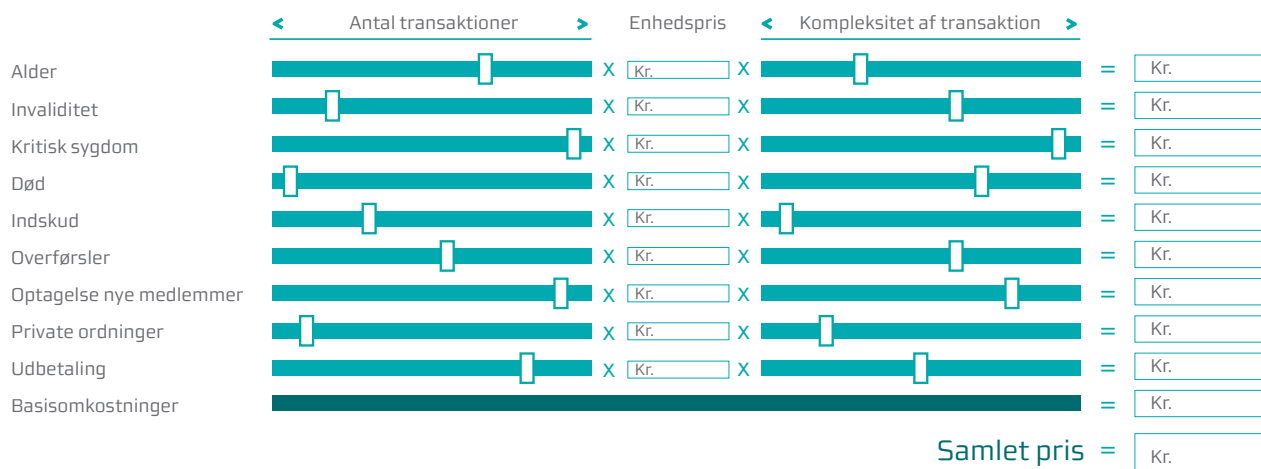 < Antal transaktioner > Enhedspris < Kompleksitet af transaktion >
Alder X Kr. X = Kr.
Invaliditet X Kr. X = Kr.
Kritisk sygdom X Kr. X = Kr.
Død X Kr. X = Kr.
Indskud X Kr. X = Kr.
Overførsler X Kr. X = Kr.
Optagelse nye medlemmer X Kr. X = Kr.
Private ordninger X Kr. X = Kr.
Udbetaling X Kr. X = Kr.
Basisomkostninger = Kr.
Samlet pris = Kr.